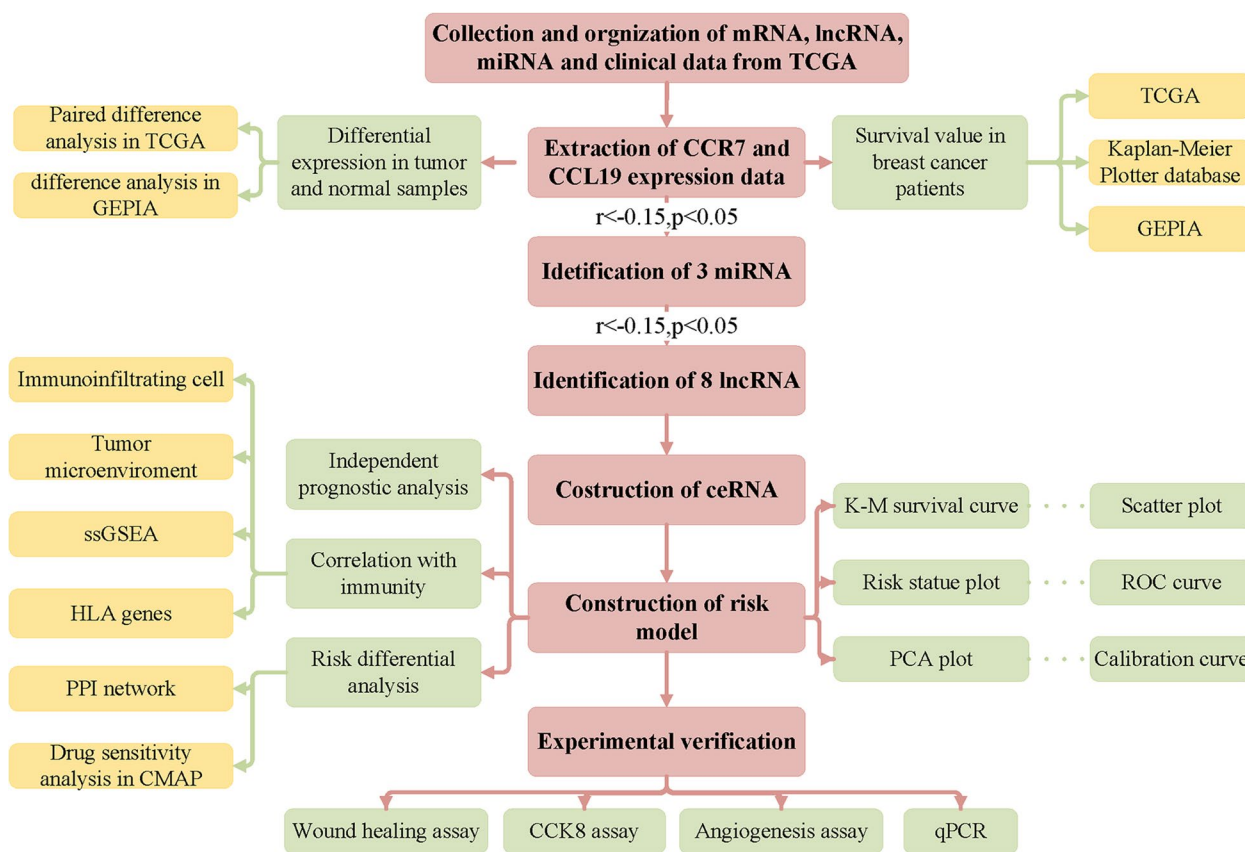 Collection and orgnization of mRNA, lncRNA,
miRNA and clinical data from TCGA
Paired difference
analysis in TCGA
difference analysis in
GEPIA
Differential
expression in tumor
and normal samples
Extraction of CCR7 and
CCL19 expression data
Survival value in
breast cancer
patients
TCGA
Kaplan-Meier
Plotter database
GEPIA
r<-0.15,p<0.05
Idetification of 3 miRNA
r<-0.15,p<0.05
Identification of 8 lncRNA
Costruction of ceRNA
Construction of risk
model
Immunoinfiltrating cell
Tumor
microenviroment
ssGSEA
HLA genes
PPI network
Drug sensitivity
analysis in CMAP
Independent
prognostic analysis
Correlation with
immunity
Risk differential
analysis
K-M survival curve
Scatter plot
Risk statue plot
ROC curve
PCA plot
Calibration curve
Experimental verification
Wound healing assay
CCK8 assay
Angiogenesis assay
qPCR